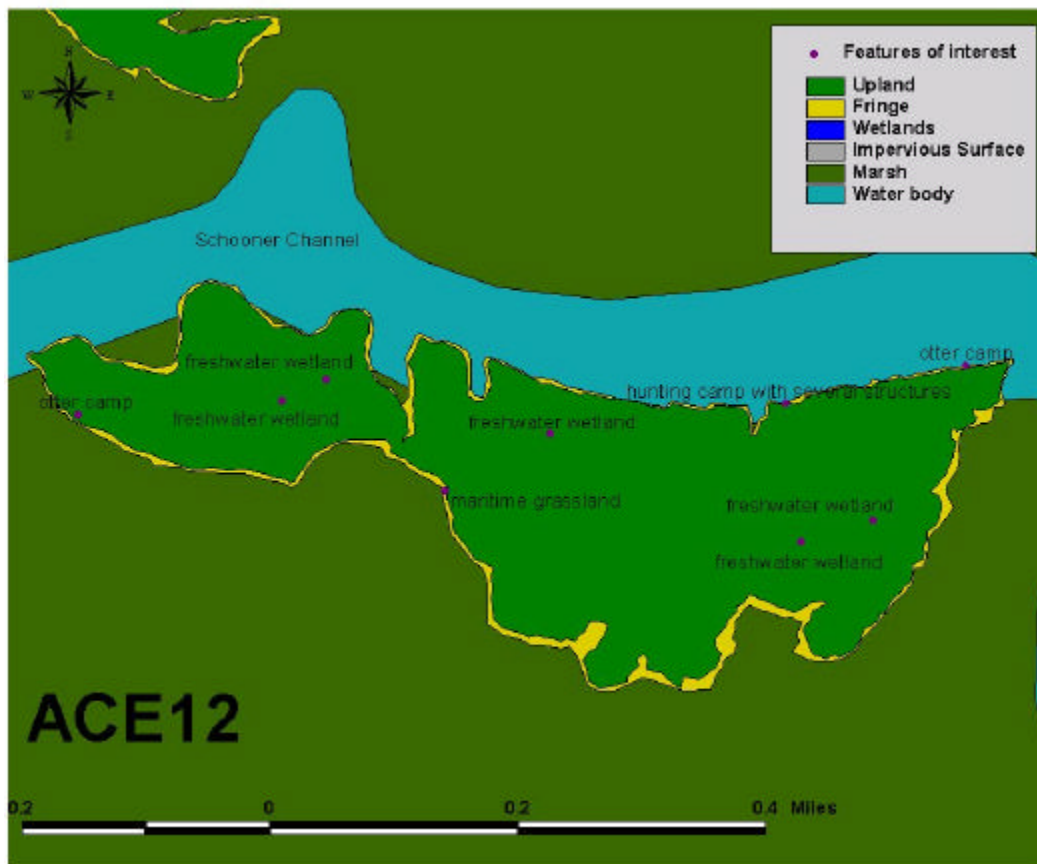 Features of interest
Upland
Fringe
Wetlands
Impervious Surface
Marsh
Water body
N
W E
S
Schooner Channel
freshwater wetland
otter camp
otter camp
hunting camp with several structures
freshwater wetland
freshwater wetland
maritime grassland
freshwater wetland
freshwater wetland
ACE12
0.2 0 0.2 0.4 Miles